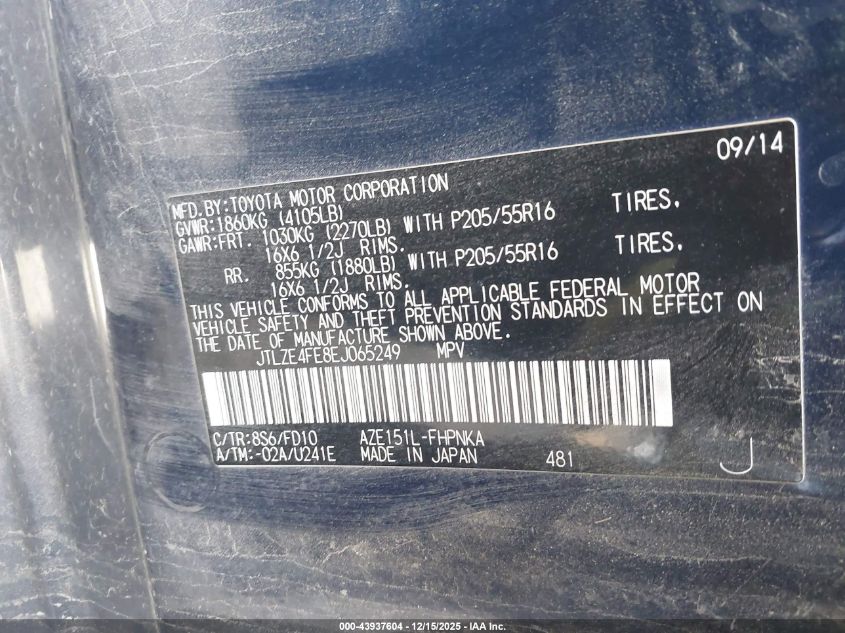 09/14
MFD.BY:TOYOTA MOTOR CORPORATION
GVWR:1860KG (4105LB)
GAWR:FRT. 1030KG (2270LB) WITH P205/55R16 TIRES,
16X6 1/2J RIMS.
RR. 855KG (1880LB) WITH P205/55R16 TIRES,
16X6 1/2J RIMS.
THIS VEHICLE CONFORMS TO ALL APPLICABLE FEDERAL MOTOR
VEHICLE SAFETY AND THEFT PREVENTION STANDARDS IN EFFECT ON
THE DATE OF MANUFACTURE SHOWN ABOVE.
JTLZE4FE8EJ065249 MPV
C/TR:8S6/FD10 AZE151L-FHPNKA
A/TM:-02A/U241E MADE IN JAPAN 481 J
000-43937604 - 12/15/2025 - IAA Inc.